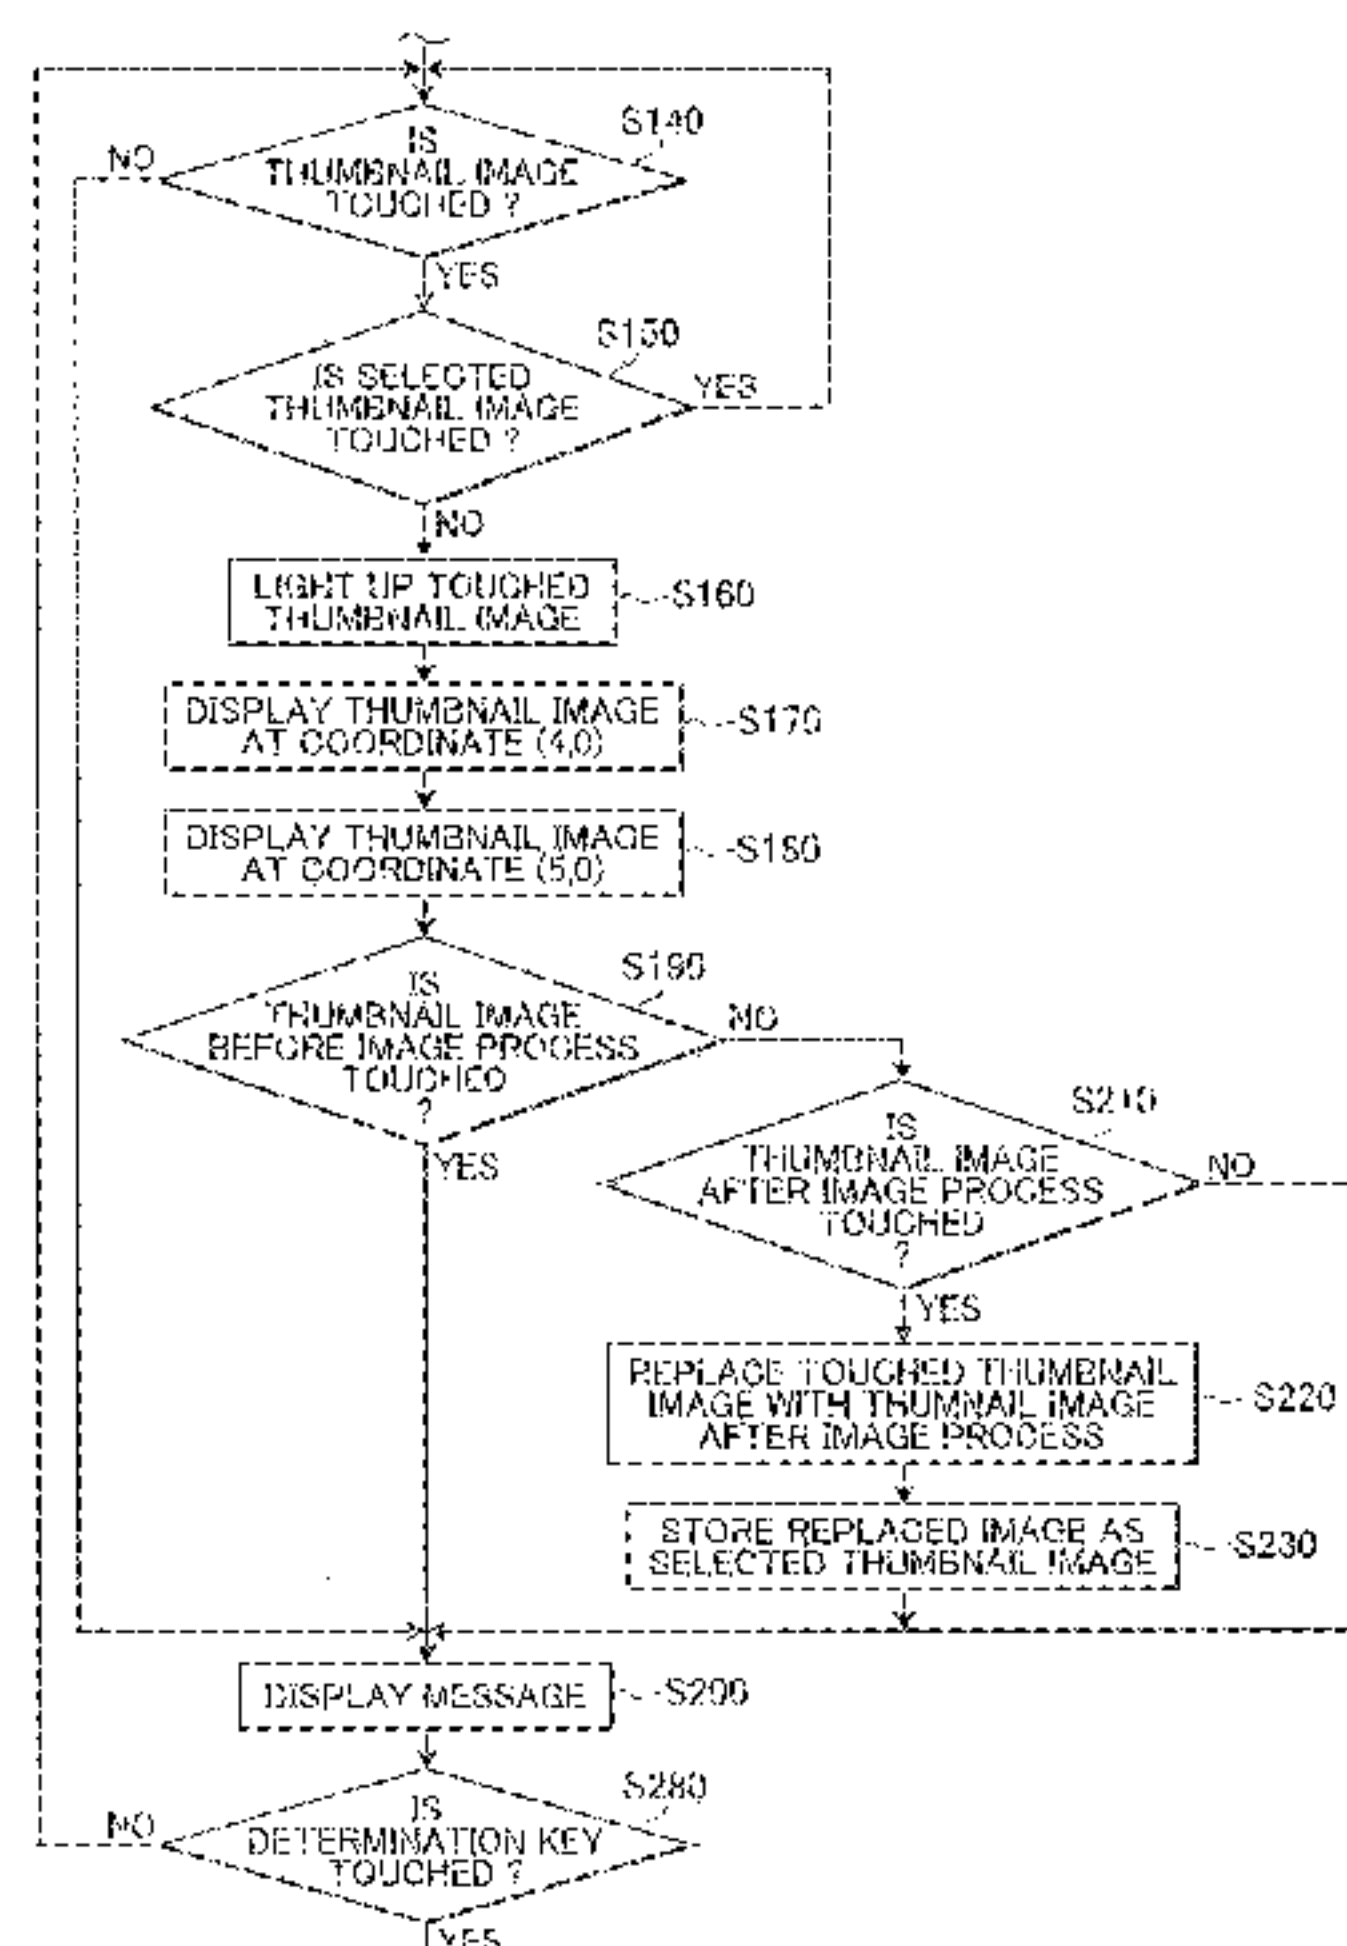 S140
IS
THUMBNAIL IMAGE
TOUCHED ?
NO
YES
S150
IS SELECTED
THUMBNAIL IMAGE
TOUCHED ?
YES
NO
LIGHT UP TOUCHED
THUMBNAIL IMAGE
S160
DISPLAY THUMBNAIL IMAGE
AT COORDINATE (4,0)
S170
DISPLAY THUMBNAIL IMAGE
AT COORDINATE (5,0)
S180
S190
IS
THUMBNAIL IMAGE
BEFORE IMAGE PROCESS
TOUCHED
?
NO
YES
S210
IS
THUMBNAIL IMAGE
AFTER IMAGE PROCESS
TOUCHED
?
NO
YES
REPLACE TOUCHED THUMBNAIL
IMAGE WITH THUMNAIL IMAGE
AFTER IMAGE PROCESS
S220
STORE REPLACED IMAGE AS
SELECTED THUMBNAIL IMAGE
S230
DISPLAY MESSAGE
S200
S280
IS
DETERMINATION KEY
TOUCHED ?
NO
YES